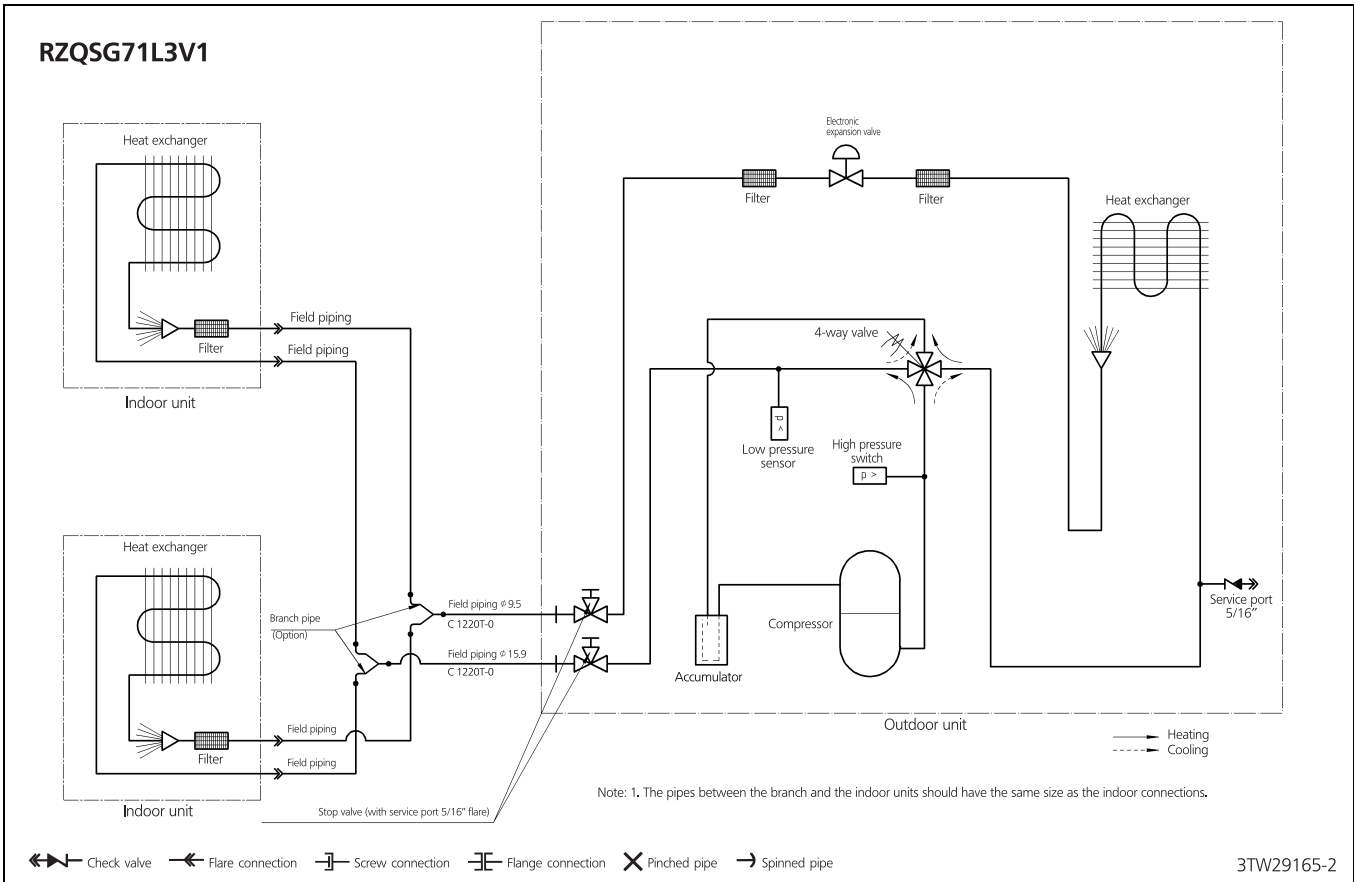 RZQSG71L3V1
Heat exchanger
Filter
Field piping
Field piping
Indoor unit
Heat exchanger
Filter
Field piping
Field piping
Indoor unit
Branch pipe
(Option)
Field piping ⌀ 9.5
C 1220T-0
Field piping ⌀ 15.9
C 1220T-0
Stop valve (with service port 5/16" flare)
Electronic
expansion valve
Filter
Filter
Heat exchanger
4-way valve
p <
Low pressure
sensor
High pressure
switch
p >
Compressor
Accumulator
Service port
5/16"
Outdoor unit
Heating
Cooling
Note: 1. The pipes between the branch and the indoor units should have the same size as the indoor connections.
Check valve
Flare connection
Screw connection
Flange connection
Pinched pipe
Spinned pipe
3TW29165-2